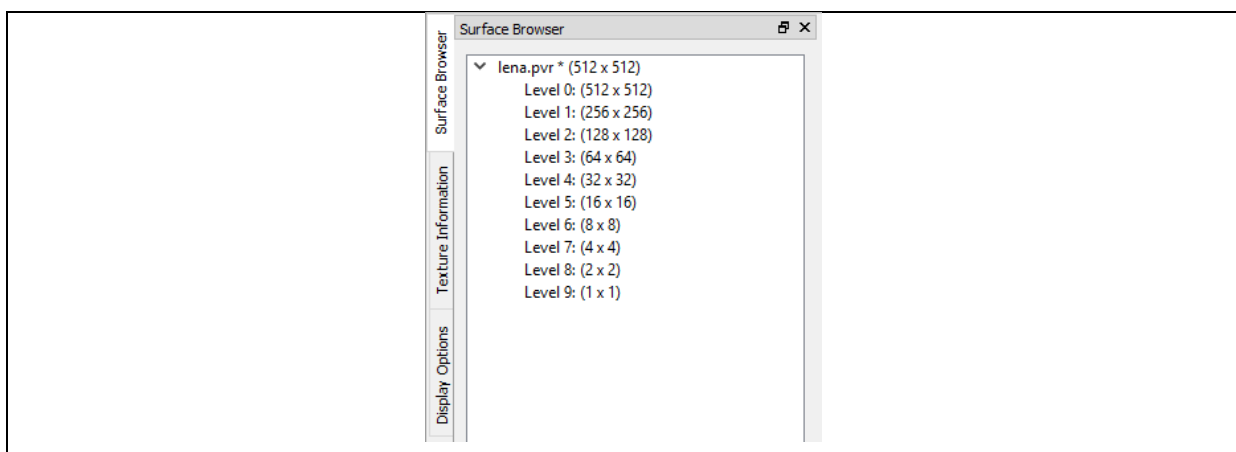 Surface Browser
Surface Browser
Texture Information
Display Options
lena.pvr * (512 x 512)
Level 0: (512 x 512)
Level 1: (256 x 256)
Level 2: (128 x 128)
Level 3: (64 x 64)
Level 4: (32 x 32)
Level 5: (16 x 16)
Level 6: (8 x 8)
Level 7: (4 x 4)
Level 8: (2 x 2)
Level 9: (1 x 1)